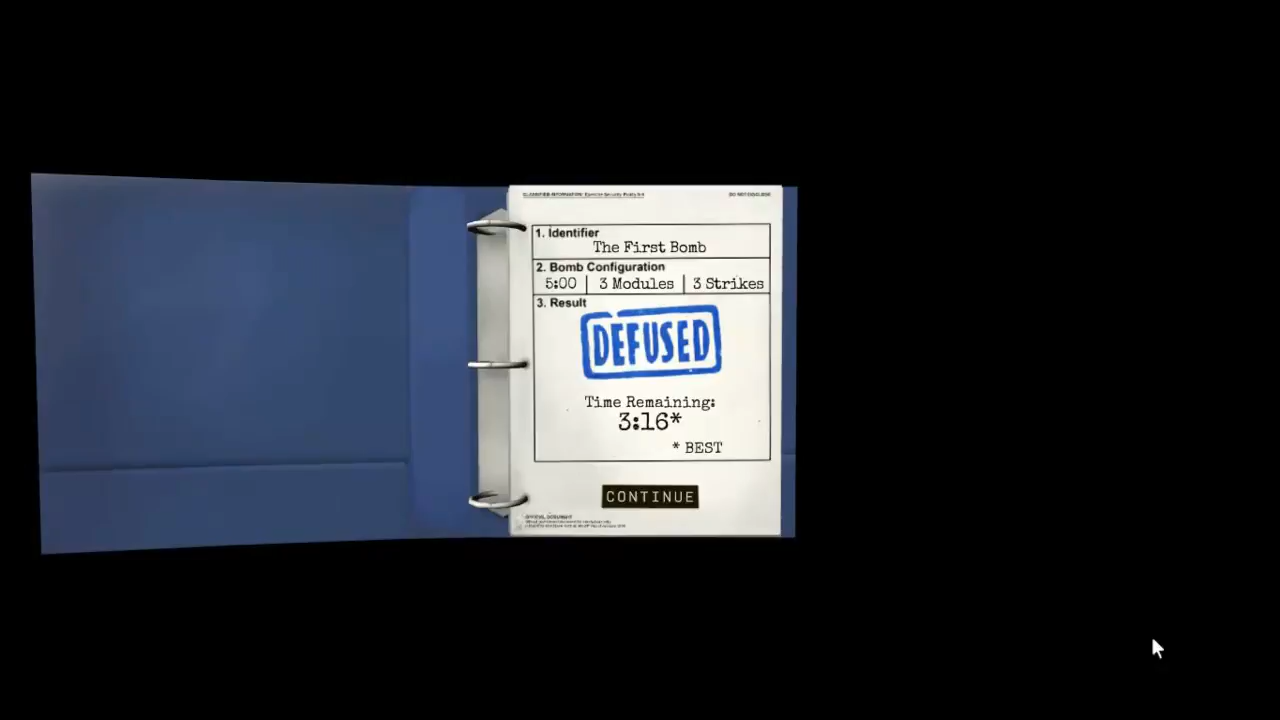 1. Identifier
The First Bomb
2. Bomb Configuration
5:00 3 Modules 3 Strikes
3. Result
DEFUSED
Time Remaining:
3:16*
* BEST
CONTINUE